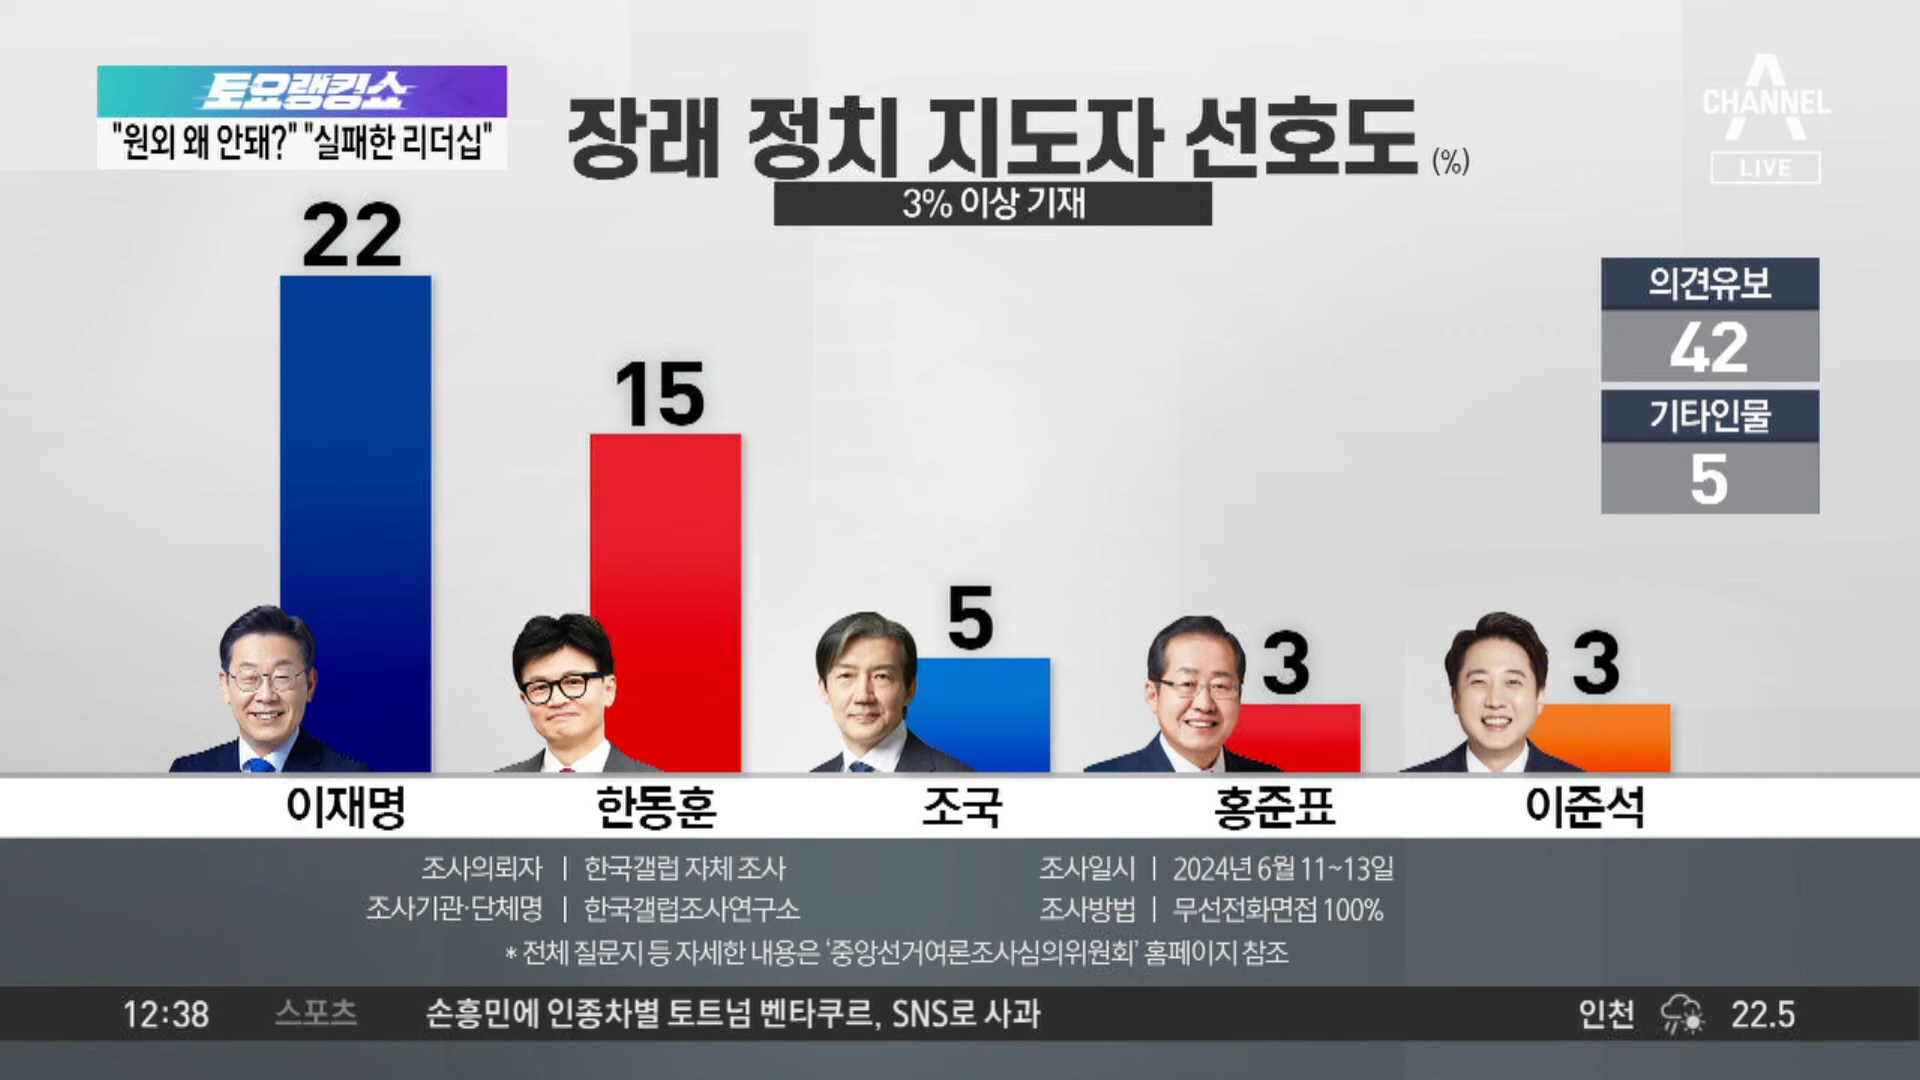 토요랭킹쇼
"원외 왜 안돼?" "실패한 리더십"
장래 정치 지도자 선호도 (%)
3% 이상 기재
CHANNEL A
LIVE
22
15
5
3
3
의견유보
42
기타인물
5
이재명
한동훈
조국
홍준표
이준석
조사의뢰자 | 한국갤럽 자체 조사
조사일시 | 2024년 6월 11~13일
조사기관·단체명 | 한국갤럽조사연구소
조사방법 | 무선전화면접 100%
* 전체 질문지 등 자세한 내용은 '중앙선거여론조사심의위원회' 홈페이지 참조
12:38 스포츠 손흥민에 인종차별 토트넘 벤타쿠르, SNS로 사과 인천 22.5